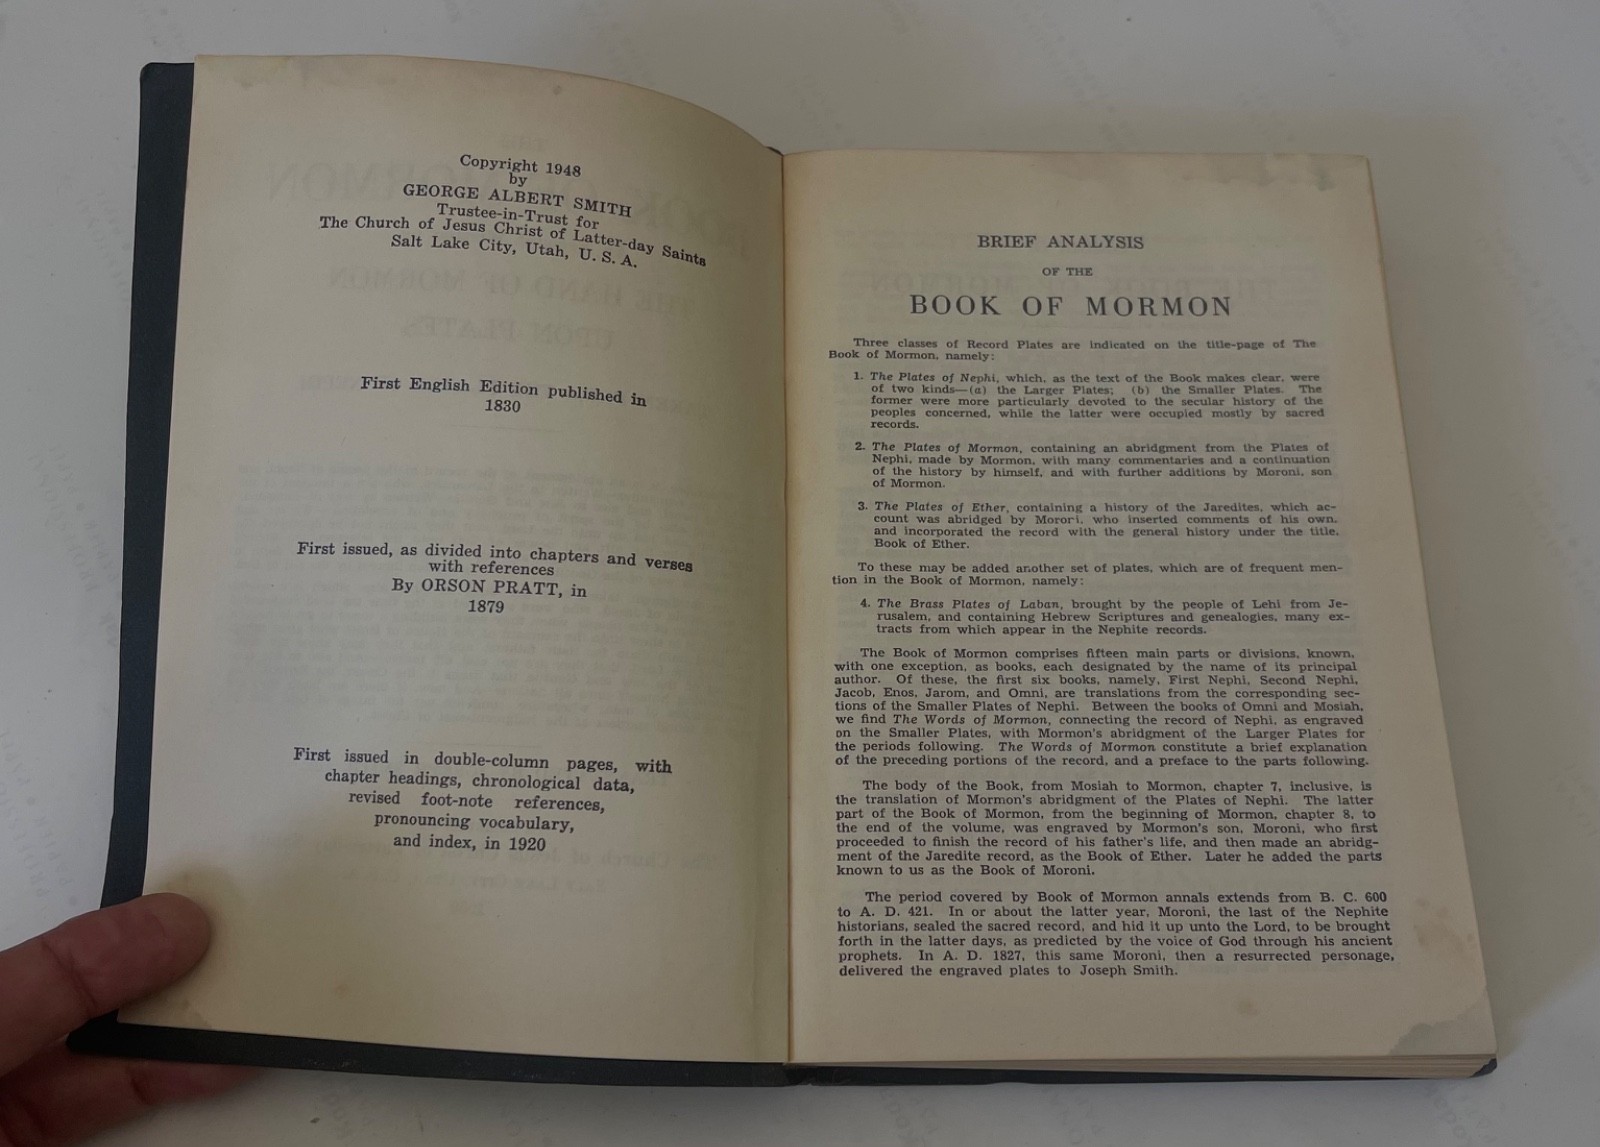 Copyright 1948
by
GEORGE ALBERT SMITH
Trustee-in-Trust for
The Church of Jesus Christ of Latter-day Saints
Salt Lake City, Utah, U. S. A.
First English Edition published in
1830
First issued, as divided into chapters and verses
with references
By ORSON PRATT, in
1879
First issued in double-column pages, with
chapter headings, chronological data,
revised foot-note references,
pronouncing vocabulary,
and index, in 1920
BRIEF ANALYSIS
OF THE
BOOK OF MORMON
Three classes of Record Plates are indicated on the title-page of The
Book of Mormon, namely:
1. The Plates of Nephi, which, as the text of the Book makes clear, were
of two kinds—(a) the Larger Plates; (b) the Smaller Plates. The
former were more particularly devoted to the secular history of the
peoples concerned, while the latter were occupied mostly by sacred
records.
2. The Plates of Mormon, containing an abridgment from the Plates of
Nephi, made by Mormon, with many commentaries and a continuation
of the history by himself, and with further additions by Moroni, son
of Mormon.
3. The Plates of Ether, containing a history of the Jaredites, which ac-
count was abridged by Moroni, who inserted comments of his own,
and incorporated the record with the general history under the title,
Book of Ether.
To these may be added another set of plates, which are of frequent men-
tion in the Book of Mormon, namely:
4. The Brass Plates of Laban, brought by the people of Lehi from Je-
rusalem, and containing Hebrew Scriptures and genealogies, many ex-
tracts from which appear in the Nephite records.
The Book of Mormon comprises fifteen main parts or divisions, known,
with one exception, as books, each designated by the name of its principal
author. Of these, the first six books, namely, First Nephi, Second Nephi,
Jacob, Enos, Jarom, and Omni, are translations from the corresponding sec-
tions of the Smaller Plates of Nephi. Between the books of Omni and Mosiah,
we find The Words of Mormon, connecting the record of Nephi, as engraved
on the Smaller Plates, with Mormon's abridgment of the Larger Plates for
the periods following. The Words of Mormon constitute a brief explanation
of the preceding portions of the record, and a preface to the parts following.
The body of the Book, from Mosiah to Mormon, chapter 7, inclusive, is
the translation of Mormon's abridgment of the Plates of Nephi. The latter
part of the Book of Mormon, from the beginning of Mormon, chapter 8, to
the end of the volume, was engraved by Mormon's son, Moroni, who first
proceeded to finish the record of his father's life, and then made an abridg-
ment of the Jaredite record, as the Book of Ether. Later he added the parts
known to us as the Book of Moroni.
The period covered by Book of Mormon annals extends from B. C. 600
to A. D. 421. In or about the latter year, Moroni, the last of the Nephite
historians, sealed the sacred record, and hid it up unto the Lord, to be brought
forth in the latter days, as predicted by the voice of God through his ancient
prophets. In A. D. 1827, this same Moroni, then a resurrected personage,
delivered the engraved plates to Joseph Smith.